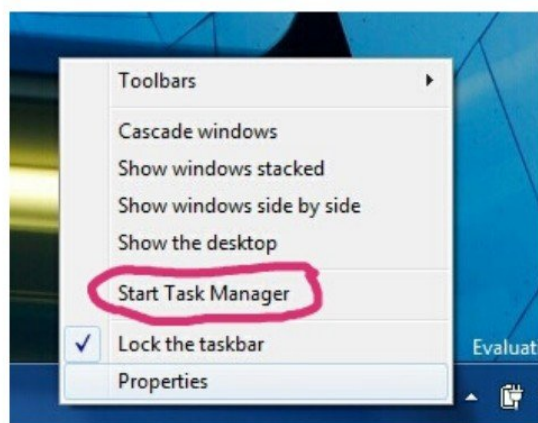 Toolbars
Cascade windows
Show windows stacked
Show windows side by side
Show the desktop
Start Task Manager
Lock the taskbar
Evaluat
Properties